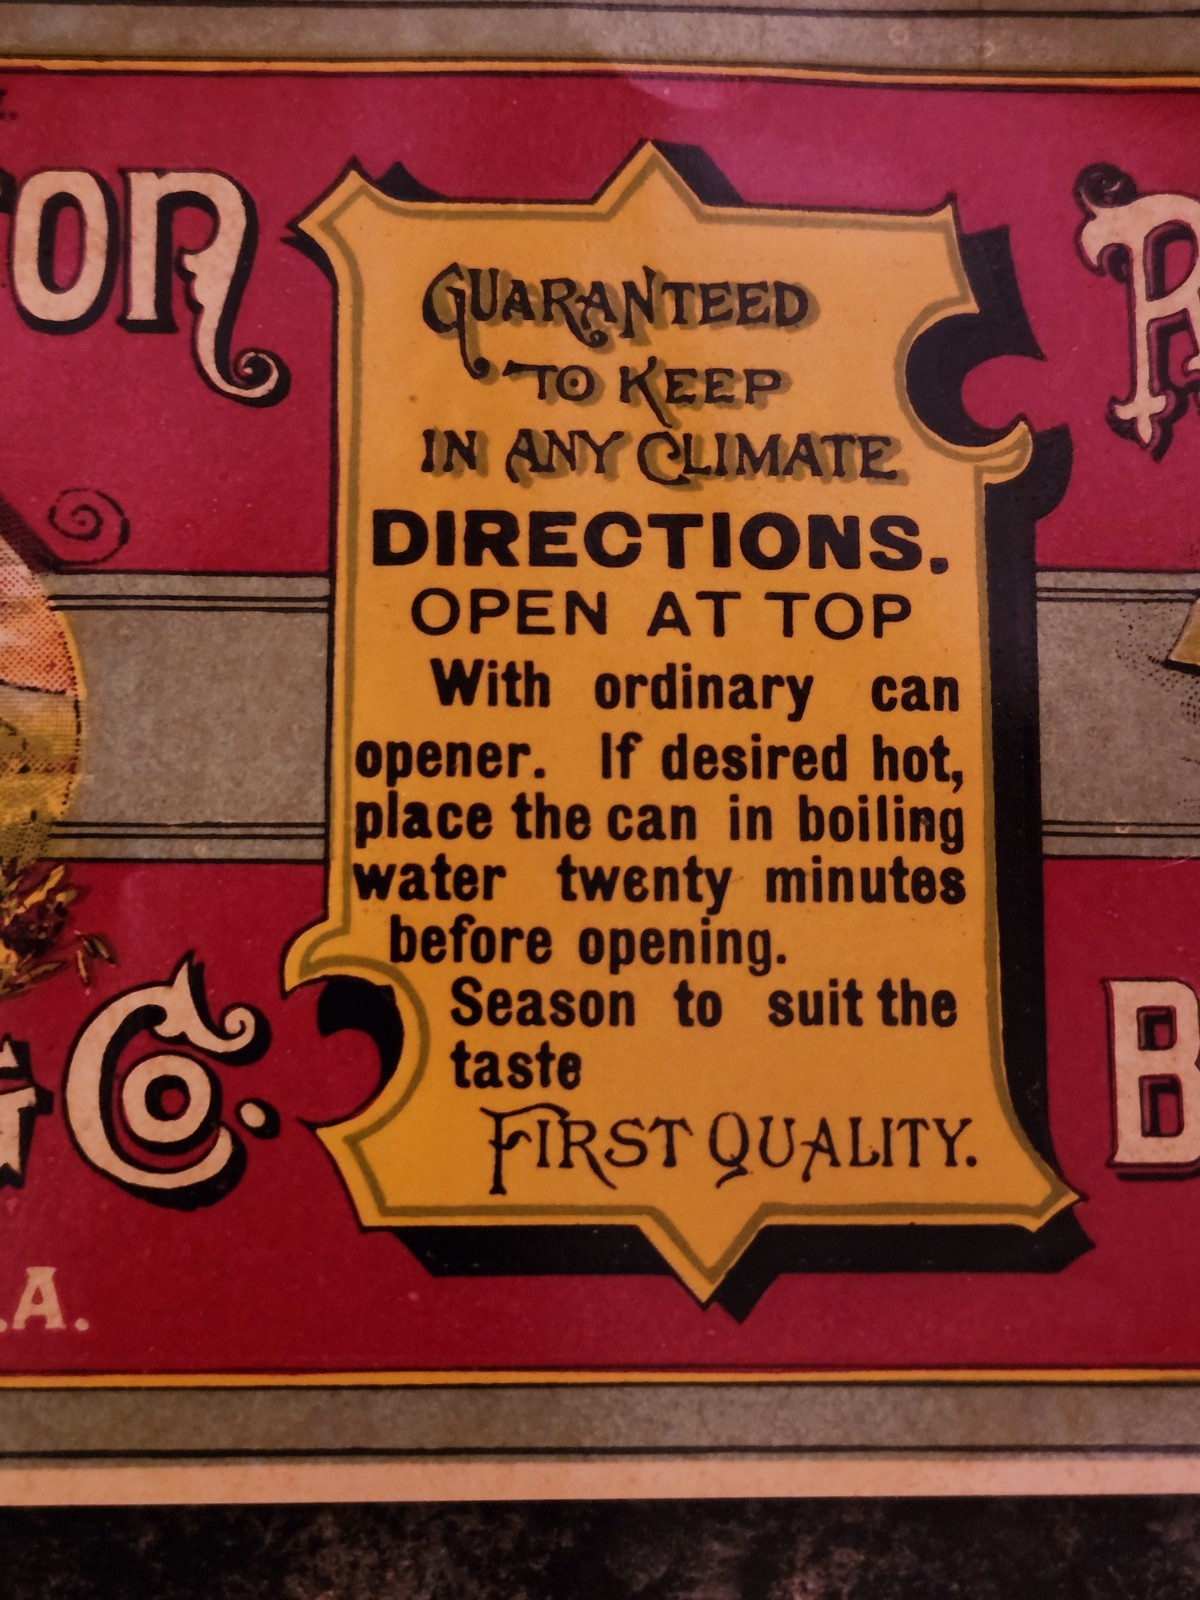 GUARANTEED
TO KEEP
IN ANY CLIMATE
DIRECTIONS.
OPEN AT TOP
With ordinary can
opener. If desired hot,
place the can in boiling
water twenty minutes
before opening.
Season to suit the
taste
FIRST QUALITY.
& Co.
.A.